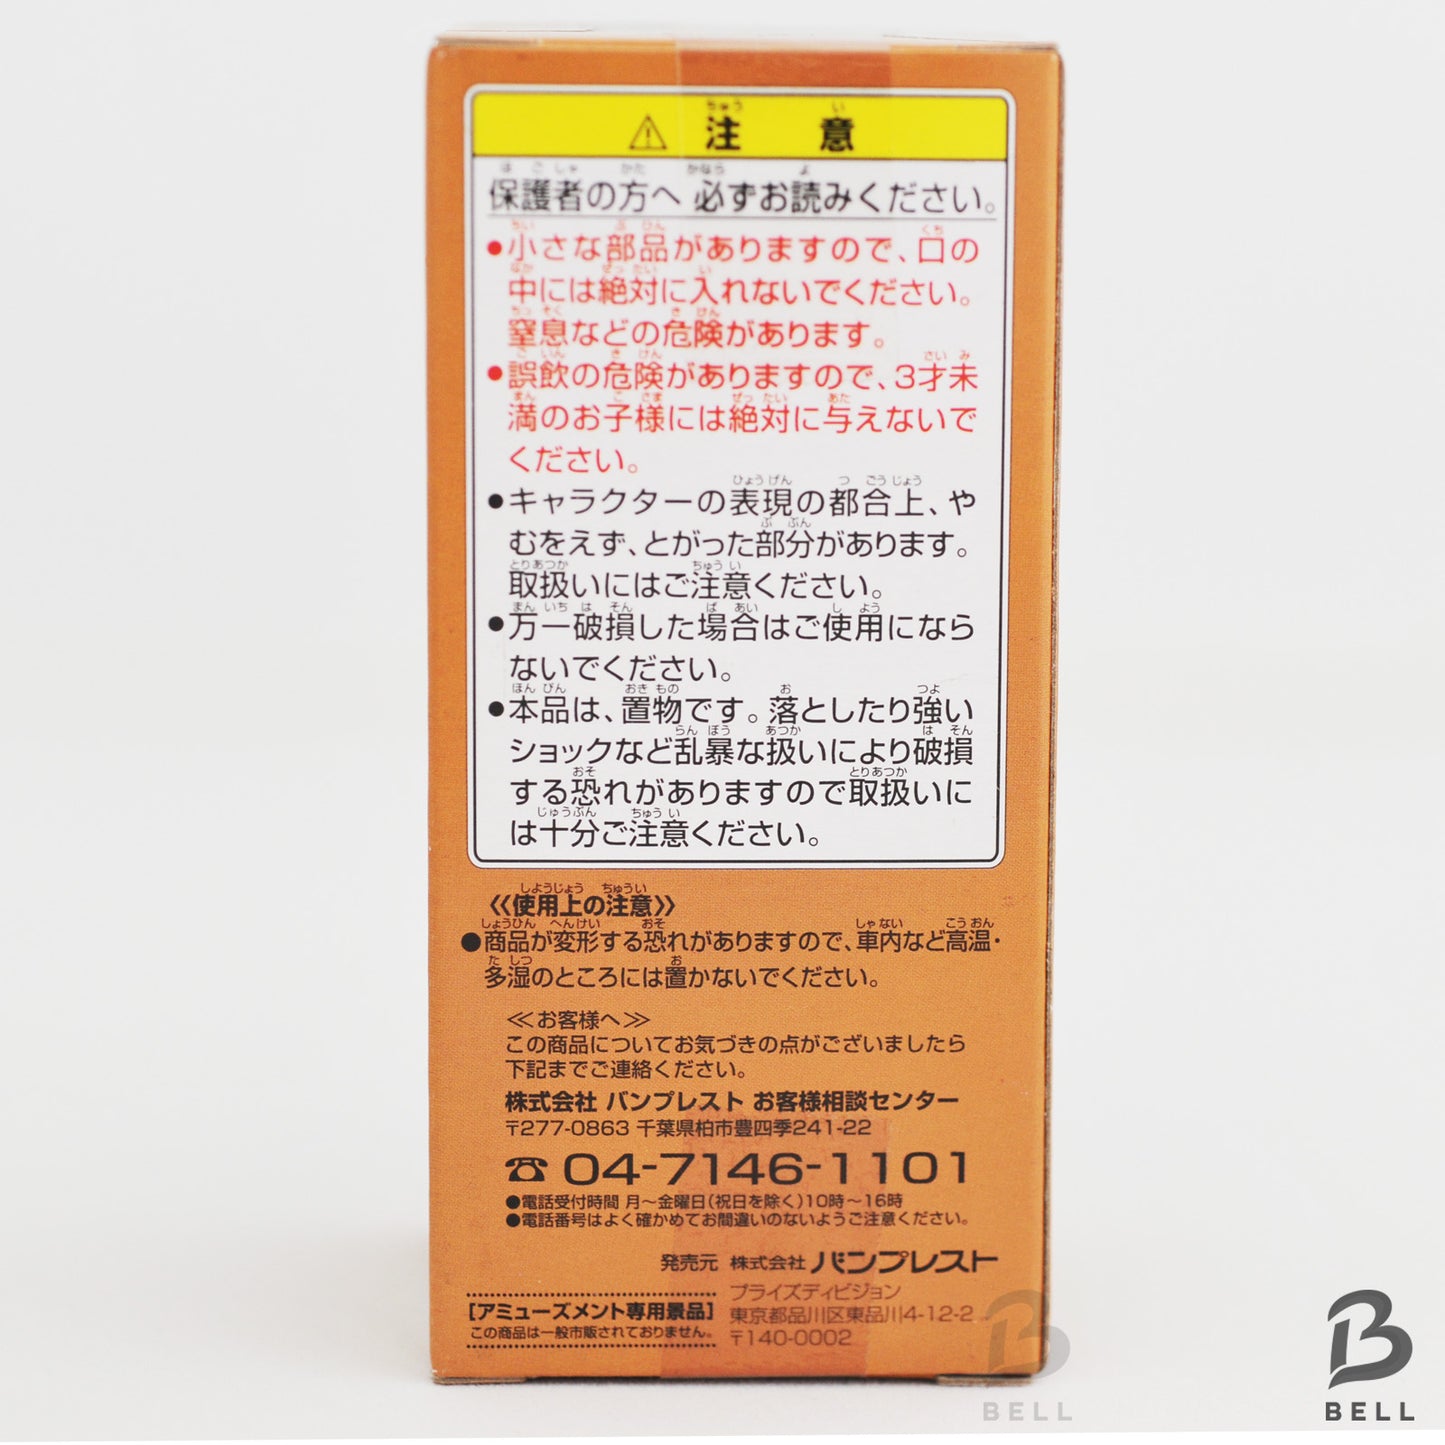 ⚠ 注意
保護者の方へ 必ずお読みください。
●小さな部品がありますので、口の
中には絶対に入れないでください。
窒息などの危険があります。
●誤飲の危険がありますので、3才未
満のお子様には絶対に与えないで
ください。
●キャラクターの表現の都合上、や
むをえず、とがった部分があります。
取扱いにはご注意ください。
●万一破損した場合はご使用になら
ないでください。
●本品は、置物です。落としたり強い
ショックなど乱暴な扱いにより破損
する恐れがありますので取扱いに
は十分ご注意ください。
《使用上の注意》
●商品が変形する恐れがありますので、車内など高温・
多湿のところには置かないでください。
≪お客様へ≫
この商品についてお気づきの点がございましたら
下記までご連絡ください。
株式会社 バンプレスト お客様相談センター
〒277-0863 千葉県柏市豊四季241-22
☎ 04-7146-1101
●電話受付時間 月〜金曜日(祝日を除く)10時〜16時
●電話番号はよく確かめてお間違いのないようご注意ください。
発売元 株式会社 バンプレスト
プライズディビジョン
東京都品川区東品川4-12-2
〒140-0002
[アミューズメント専用景品]
この商品は一般市販されておりません。
BELL
BELL